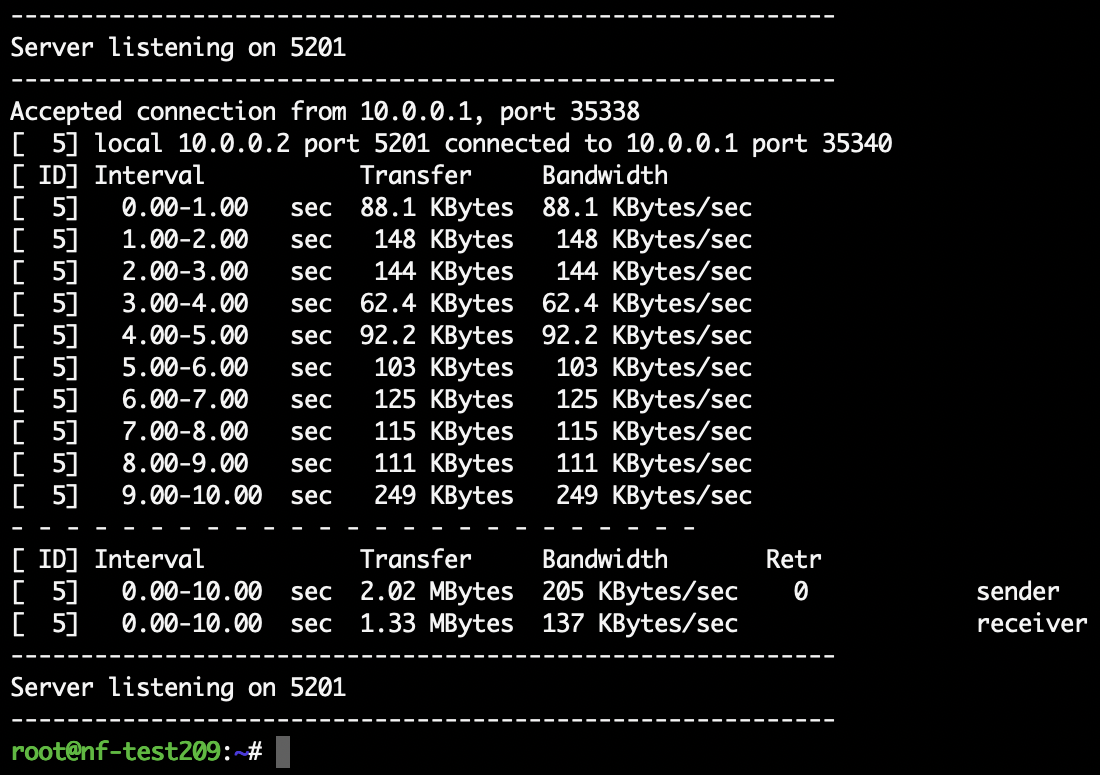 -----------------------------------------------------------
Server listening on 5201
-----------------------------------------------------------
Accepted connection from 10.0.0.1, port 35338
[  5] local 10.0.0.2 port 5201 connected to 10.0.0.1 port 35340
[ ID] Interval           Transfer     Bandwidth
[  5]   0.00-1.00   sec  88.1 KBytes  88.1 KBytes/sec
[  5]   1.00-2.00   sec   148 KBytes   148 KBytes/sec
[  5]   2.00-3.00   sec   144 KBytes   144 KBytes/sec
[  5]   3.00-4.00   sec  62.4 KBytes  62.4 KBytes/sec
[  5]   4.00-5.00   sec  92.2 KBytes  92.2 KBytes/sec
[  5]   5.00-6.00   sec   103 KBytes   103 KBytes/sec
[  5]   6.00-7.00   sec   125 KBytes   125 KBytes/sec
[  5]   7.00-8.00   sec   115 KBytes   115 KBytes/sec
[  5]   8.00-9.00   sec   111 KBytes   111 KBytes/sec
[  5]   9.00-10.00  sec   249 KBytes   249 KBytes/sec
- - - - - - - - - - - - - - - - - - - - - - - - -
[ ID] Interval           Transfer     Bandwidth       Retr
[  5]   0.00-10.00  sec  2.02 MBytes  205 KBytes/sec    0            sender
[  5]   0.00-10.00  sec  1.33 MBytes  137 KBytes/sec                 receiver
-----------------------------------------------------------
Server listening on 5201
-----------------------------------------------------------
root@nf-test209:~#